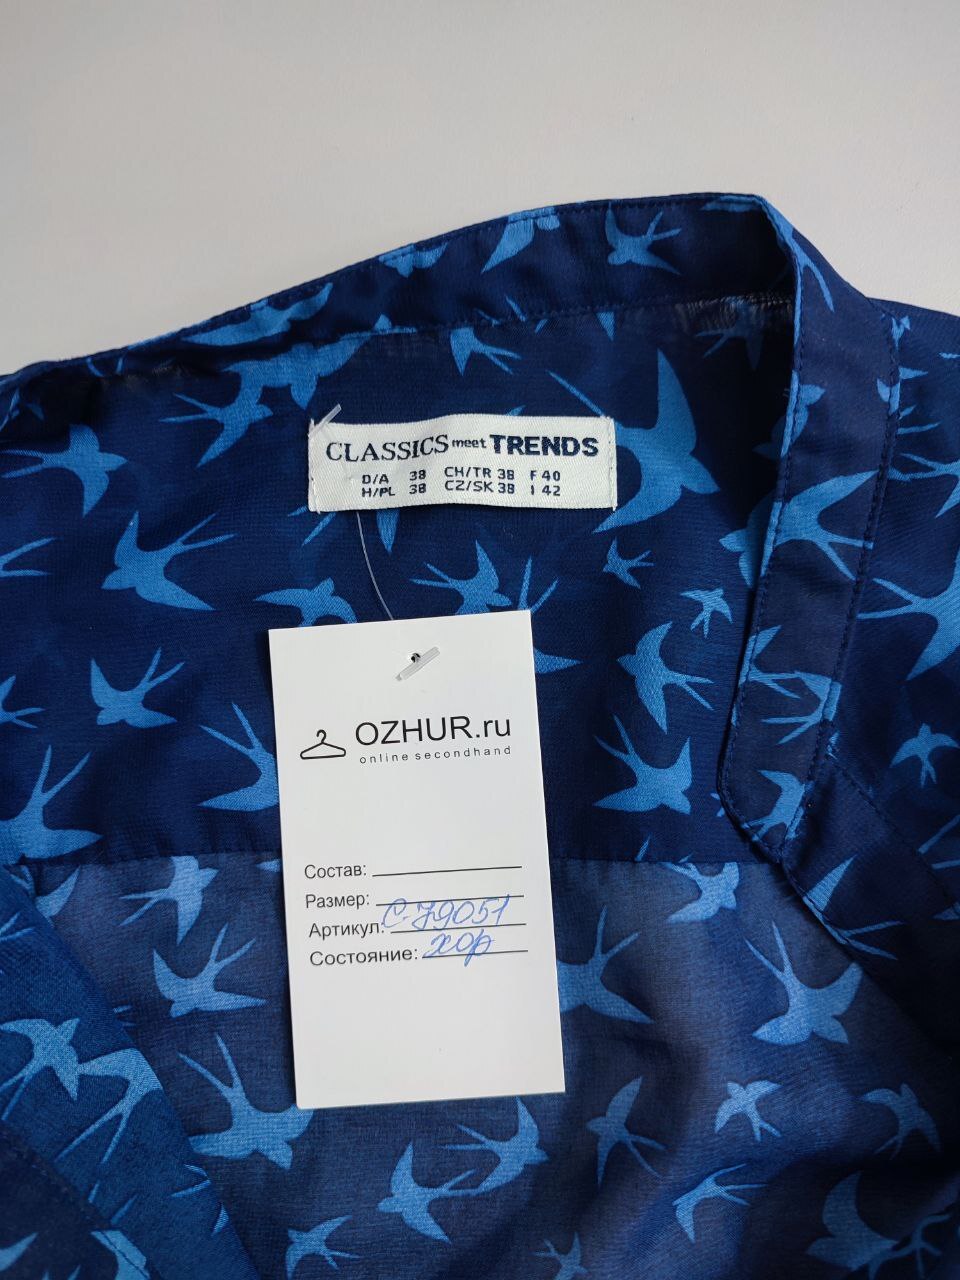 CLASSICS meet TRENDS
D/A 38 CH/TR 38 F 40
H/PL 38 CZ/SK 38 I 42
OZHUR.ru
online secondhand
Состав:
Размер:
Артикул: С-79051
Состояние: хор